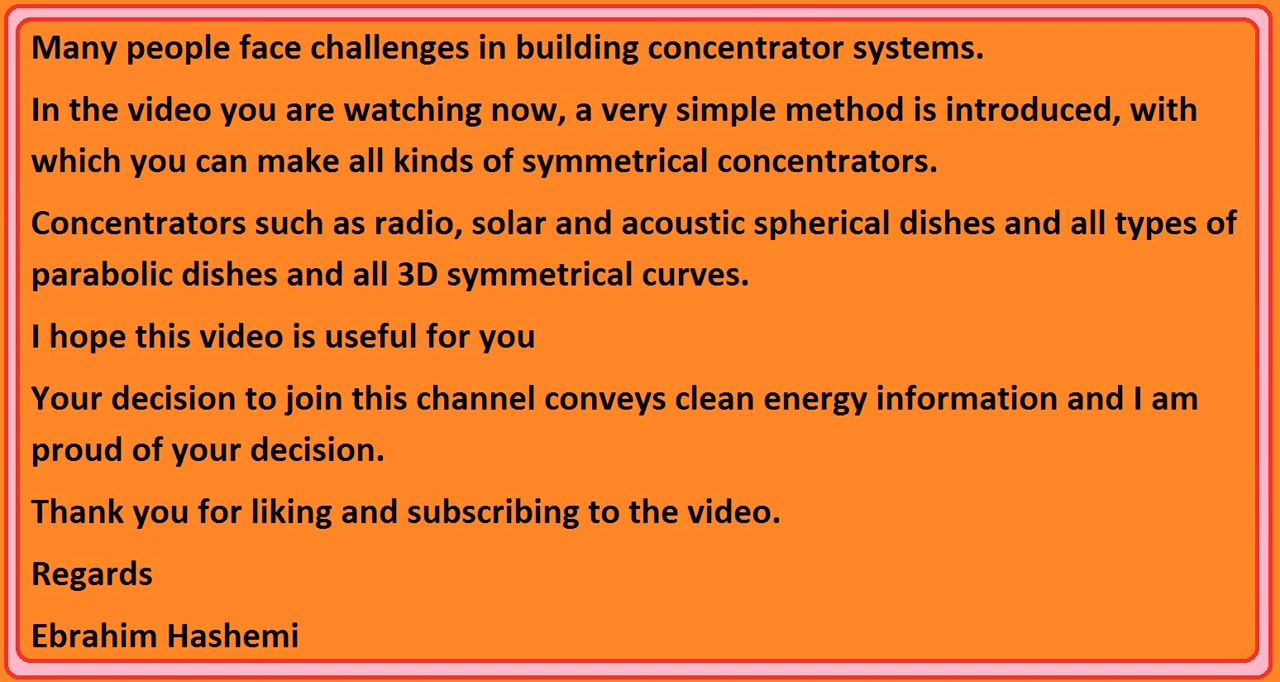 Many people face challenges in building concentrator systems.
In the video you are watching now, a very simple method is introduced, with
which you can make all kinds of symmetrical concentrators.
Concentrators such as radio, solar and acoustic spherical dishes and all types of
parabolic dishes and all 3D symmetrical curves.
I hope this video is useful for you
Your decision to join this channel conveys clean energy information and I am
proud of your decision.
Thank you for liking and subscribing to the video.
Regards
Ebrahim Hashemi